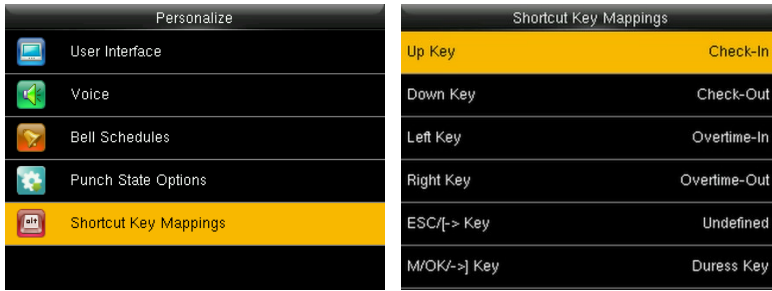 Personalize
User Interface
Voice
Bell Schedules
Punch State Options
alt
Shortcut Key Mappings
Shortcut Key Mappings
Up Key Check-In
Down Key Check-Out
Left Key Overtime-In
Right Key Overtime-Out
ESC/[-> Key Undefined
M/OK/->] Key Duress Key